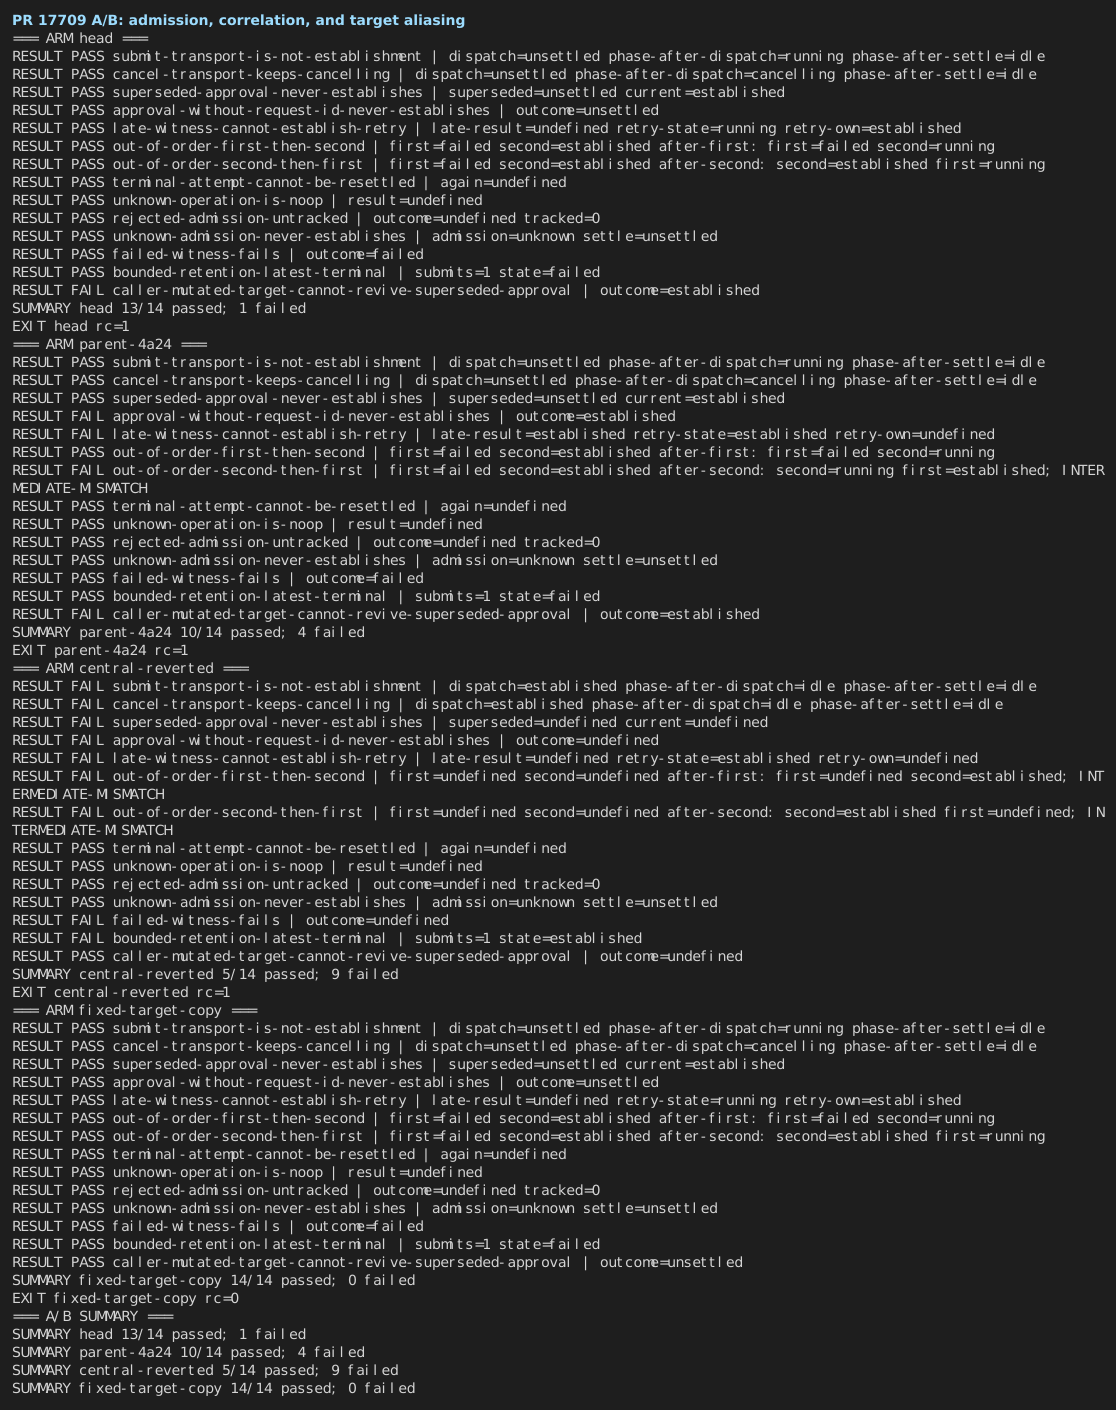 PR 17709 A/B: admission, correlation, and target aliasing
=== ARM head ===
RESULT PASS submit-transport-is-not-establishment | dispatch=unsettled phase-after-dispatch=running phase-after-settle=idle
RESULT PASS cancel-transport-keeps-cancelling | dispatch=unsettled phase-after-dispatch=cancelling phase-after-settle=idle
RESULT PASS superseded-approval-never-establishes | superseded=unsettled current=established
RESULT PASS approval-without-request-id-never-establishes | outcome=unsettled
RESULT PASS late-witness-cannot-establish-retry | late-result=undefined retry-state=running retry-own=established
RESULT PASS out-of-order-first-then-second | first=failed second=established after-first: first=failed second=running
RESULT PASS out-of-order-second-then-first | first=failed second=established after-second: second=established first=running
RESULT PASS terminal-attempt-cannot-be-resettled | again=undefined
RESULT PASS unknown-operation-is-noop | result=undefined
RESULT PASS rejected-admission-untracked | outcome=undefined tracked=0
RESULT PASS unknown-admission-never-establishes | admission=unknown settle=unsettled
RESULT PASS failed-witness-fails | outcome=failed
RESULT PASS bounded-retention-latest-terminal | submits=1 state=failed
RESULT FAIL caller-mutated-target-cannot-revive-superseded-approval | outcome=established
SUMMARY head 13/14 passed; 1 failed
EXIT head rc=1
=== ARM parent-4a24 ===
RESULT PASS submit-transport-is-not-establishment | dispatch=unsettled phase-after-dispatch=running phase-after-settle=idle
RESULT PASS cancel-transport-keeps-cancelling | dispatch=unsettled phase-after-dispatch=cancelling phase-after-settle=idle
RESULT PASS superseded-approval-never-establishes | superseded=unsettled current=established
RESULT FAIL approval-without-request-id-never-establishes | outcome=established
RESULT FAIL late-witness-cannot-establish-retry | late-result=established retry-state=established retry-own=undefined
RESULT PASS out-of-order-first-then-second | first=failed second=established after-first: first=failed second=running
RESULT FAIL out-of-order-second-then-first | first=failed second=established after-second: second=running first=established; INTER
MEDIATE-MISMATCH
RESULT PASS terminal-attempt-cannot-be-resettled | again=undefined
RESULT PASS unknown-operation-is-noop | result=undefined
RESULT PASS rejected-admission-untracked | outcome=undefined tracked=0
RESULT PASS unknown-admission-never-establishes | admission=unknown settle=unsettled
RESULT PASS failed-witness-fails | outcome=failed
RESULT PASS bounded-retention-latest-terminal | submits=1 state=failed
RESULT FAIL caller-mutated-target-cannot-revive-superseded-approval | outcome=established
SUMMARY parent-4a24 10/14 passed; 4 failed
EXIT parent-4a24 rc=1
=== ARM central-reverted ===
RESULT FAIL submit-transport-is-not-establishment | dispatch=established phase-after-dispatch=idle phase-after-settle=idle
RESULT FAIL cancel-transport-keeps-cancelling | dispatch=established phase-after-dispatch=idle phase-after-settle=idle
RESULT FAIL superseded-approval-never-establishes | superseded=undefined current=undefined
RESULT FAIL approval-without-request-id-never-establishes | outcome=undefined
RESULT FAIL late-witness-cannot-establish-retry | late-result=undefined retry-state=established retry-own=undefined
RESULT FAIL out-of-order-first-then-second | first=undefined second=undefined after-first: first=undefined second=established; INT
ERMEDIATE-MISMATCH
RESULT FAIL out-of-order-second-then-first | first=undefined second=undefined after-second: second=established first=undefined; IN
TERMEDIATE-MISMATCH
RESULT PASS terminal-attempt-cannot-be-resettled | again=undefined
RESULT PASS unknown-operation-is-noop | result=undefined
RESULT PASS rejected-admission-untracked | outcome=undefined tracked=0
RESULT PASS unknown-admission-never-establishes | admission=unknown settle=unsettled
RESULT FAIL failed-witness-fails | outcome=undefined
RESULT FAIL bounded-retention-latest-terminal | submits=1 state=established
RESULT PASS caller-mutated-target-cannot-revive-superseded-approval | outcome=undefined
SUMMARY central-reverted 5/14 passed; 9 failed
EXIT central-reverted rc=1
=== ARM fixed-target-copy ===
RESULT PASS submit-transport-is-not-establishment | dispatch=unsettled phase-after-dispatch=running phase-after-settle=idle
RESULT PASS cancel-transport-keeps-cancelling | dispatch=unsettled phase-after-dispatch=cancelling phase-after-settle=idle
RESULT PASS superseded-approval-never-establishes | superseded=unsettled current=established
RESULT PASS approval-without-request-id-never-establishes | outcome=unsettled
RESULT PASS late-witness-cannot-establish-retry | late-result=undefined retry-state=running retry-own=established
RESULT PASS out-of-order-first-then-second | first=failed second=established after-first: first=failed second=running
RESULT PASS out-of-order-second-then-first | first=failed second=established after-second: second=established first=running
RESULT PASS terminal-attempt-cannot-be-resettled | again=undefined
RESULT PASS unknown-operation-is-noop | result=undefined
RESULT PASS rejected-admission-untracked | outcome=undefined tracked=0
RESULT PASS unknown-admission-never-establishes | admission=unknown settle=unsettled
RESULT PASS failed-witness-fails | outcome=failed
RESULT PASS bounded-retention-latest-terminal | submits=1 state=failed
RESULT PASS caller-mutated-target-cannot-revive-superseded-approval | outcome=unsettled
SUMMARY fixed-target-copy 14/14 passed; 0 failed
EXIT fixed-target-copy rc=0
=== A/B SUMMARY ===
SUMMARY head 13/14 passed; 1 failed
SUMMARY parent-4a24 10/14 passed; 4 failed
SUMMARY central-reverted 5/14 passed; 9 failed
SUMMARY fixed-target-copy 14/14 passed; 0 failed